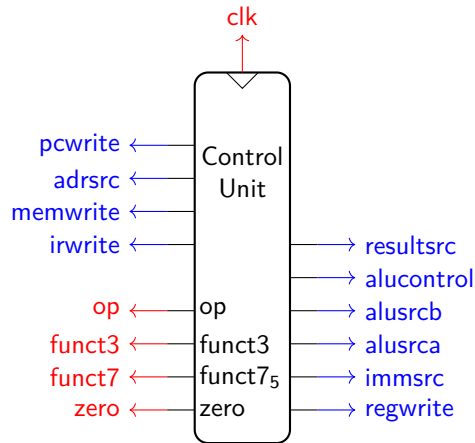 clk
Control
Unit
pcwrite
adrsrc
memwrite
irwrite
op
funct3
funct7
zero
op
funct3
funct7₅
zero
resultsrc
alucontrol
alusrcb
alusrca
immsrc
regwrite